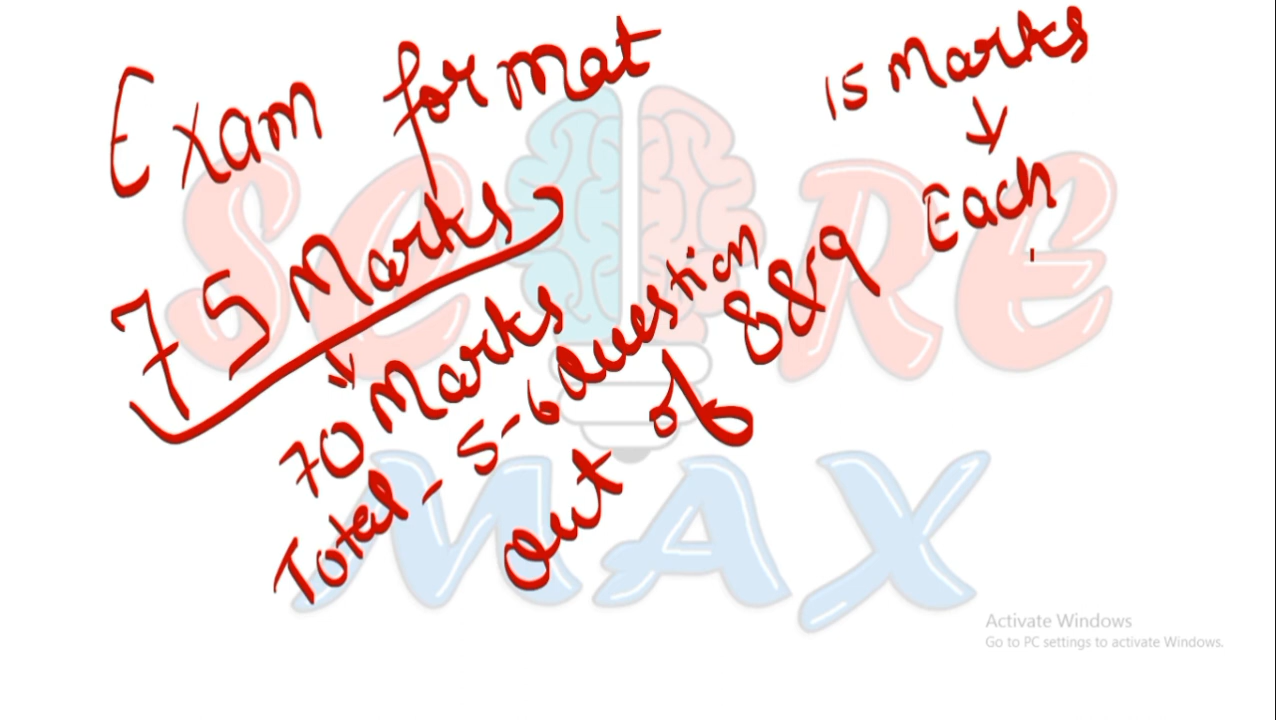 Exam format
75 Marks
70 Marks
Total - 5-6 Question
Out of 8&9
15 Marks
Each
SCORE
MAX
Activate Windows
Go to PC settings to activate Windows.